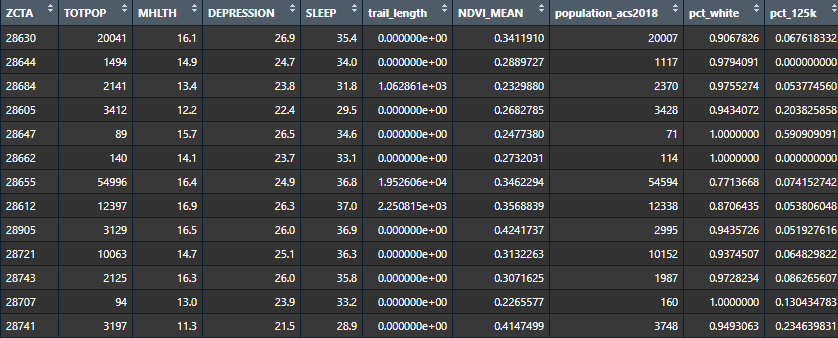 ZCTA TOTPOP MHLTH DEPRESSION SLEEP trail_length NDVI_MEAN population_acs2018 pct_white pct_125k
28630 20041 16.1 26.9 35.4 0.000000e+00 0.3411910 20007 0.9067826 0.067618332
28644 1494 14.9 24.7 34.0 0.000000e+00 0.2889727 1117 0.9794091 0.000000000
28684 2141 13.4 23.8 31.8 1.062861e+03 0.2329880 2370 0.9755274 0.053774560
28605 3412 12.2 22.4 29.5 0.000000e+00 0.2682785 3428 0.9434072 0.203825858
28647 89 15.7 26.5 34.6 0.000000e+00 0.2477380 71 1.0000000 0.590909091
28662 140 14.1 23.7 33.1 0.000000e+00 0.2732031 114 1.0000000 0.000000000
28655 54996 16.4 24.9 36.8 1.952606e+04 0.3462294 54594 0.7713668 0.074152742
28612 12397 16.9 26.3 37.0 2.250815e+03 0.3568839 12338 0.8706435 0.053806048
28905 3129 16.5 26.0 36.9 0.000000e+00 0.4241737 2995 0.9435726 0.051927616
28721 10063 14.7 25.1 36.3 0.000000e+00 0.3132263 10152 0.9374507 0.064829822
28743 2125 16.3 26.0 35.8 0.000000e+00 0.3071625 1987 0.9728234 0.086265607
28707 94 13.0 23.9 33.2 0.000000e+00 0.2265577 160 1.0000000 0.130434783
28741 3197 11.3 21.5 28.9 0.000000e+00 0.4147499 3748 0.9493063 0.234639831